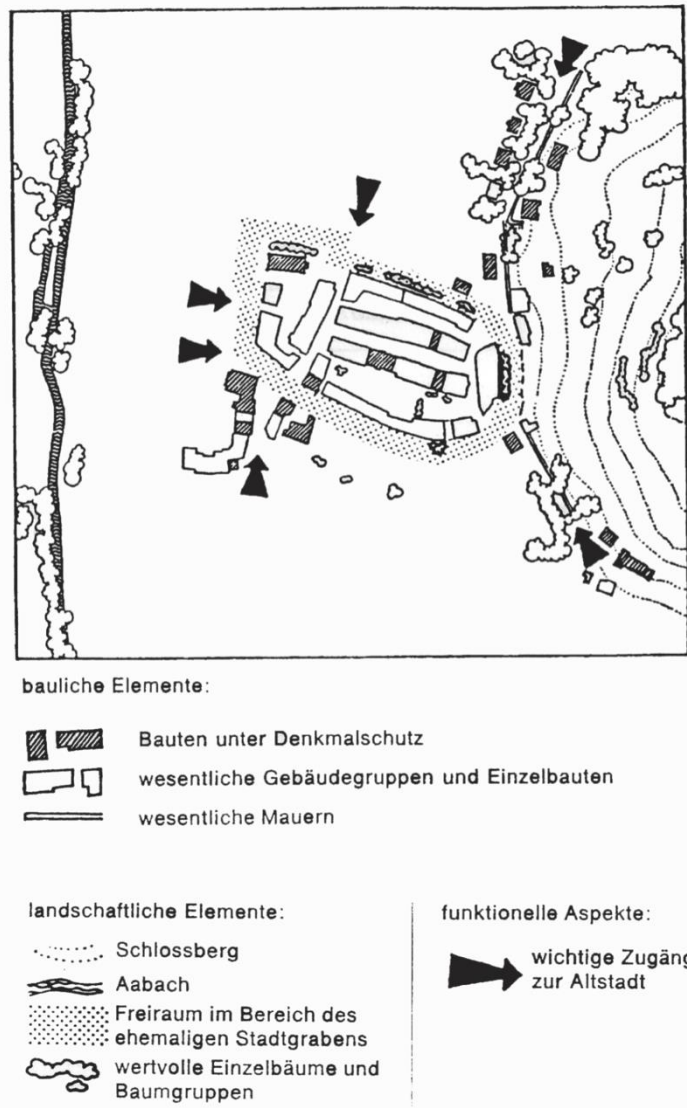 bauliche Elemente:
Bauten unter Denkmalschutz
wesentliche Gebäudegruppen und Einzelbauten
wesentliche Mauern
landschaftliche Elemente:
Schlossberg
Aabach
Freiraum im Bereich des
ehemaligen Stadtgrabens
wertvolle Einzelbäume und
Baumgruppen
funktionelle Aspekte:
wichtige Zugäng
zur Altstadt